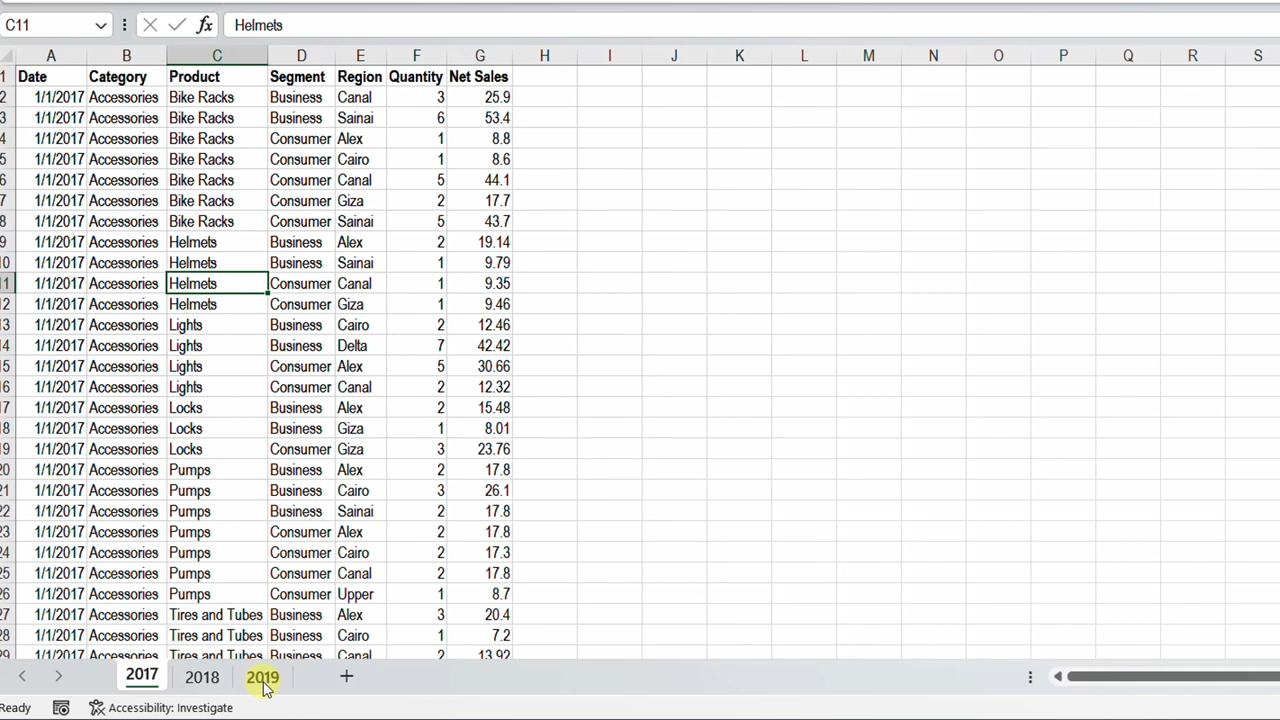 C11 fx Helmets
A B C D E F G H I J K L M N O P Q R S
1 Date Category Product Segment Region Quantity Net Sales
2 1/1/2017 Accessories Bike Racks Business Canal 3 25.9
3 1/1/2017 Accessories Bike Racks Business Sainai 6 53.4
4 1/1/2017 Accessories Bike Racks Consumer Alex 1 8.8
5 1/1/2017 Accessories Bike Racks Consumer Cairo 1 8.6
6 1/1/2017 Accessories Bike Racks Consumer Canal 5 44.1
7 1/1/2017 Accessories Bike Racks Consumer Giza 2 17.7
8 1/1/2017 Accessories Bike Racks Consumer Sainai 5 43.7
9 1/1/2017 Accessories Helmets Business Alex 2 19.14
10 1/1/2017 Accessories Helmets Business Sainai 1 9.79
11 1/1/2017 Accessories Helmets Consumer Canal 1 9.35
12 1/1/2017 Accessories Helmets Consumer Giza 1 9.46
13 1/1/2017 Accessories Lights Business Cairo 2 12.46
14 1/1/2017 Accessories Lights Business Delta 7 42.42
15 1/1/2017 Accessories Lights Consumer Alex 5 30.66
16 1/1/2017 Accessories Lights Consumer Canal 2 12.32
17 1/1/2017 Accessories Locks Business Alex 2 15.48
18 1/1/2017 Accessories Locks Business Giza 1 8.01
19 1/1/2017 Accessories Locks Consumer Giza 3 23.76
20 1/1/2017 Accessories Pumps Business Alex 2 17.8
21 1/1/2017 Accessories Pumps Business Cairo 3 26.1
22 1/1/2017 Accessories Pumps Business Sainai 2 17.8
23 1/1/2017 Accessories Pumps Consumer Alex 2 17.8
24 1/1/2017 Accessories Pumps Consumer Cairo 2 17.3
25 1/1/2017 Accessories Pumps Consumer Canal 2 17.8
26 1/1/2017 Accessories Pumps Consumer Upper 1 8.7
27 1/1/2017 Accessories Tires and Tubes Business Alex 3 20.4
28 1/1/2017 Accessories Tires and Tubes Business Cairo 1 7.2
29 1/1/2017 Accessories Tires and Tubes Business Canal 2 13.92
2017 2018 2019
Ready Accessibility: Investigate